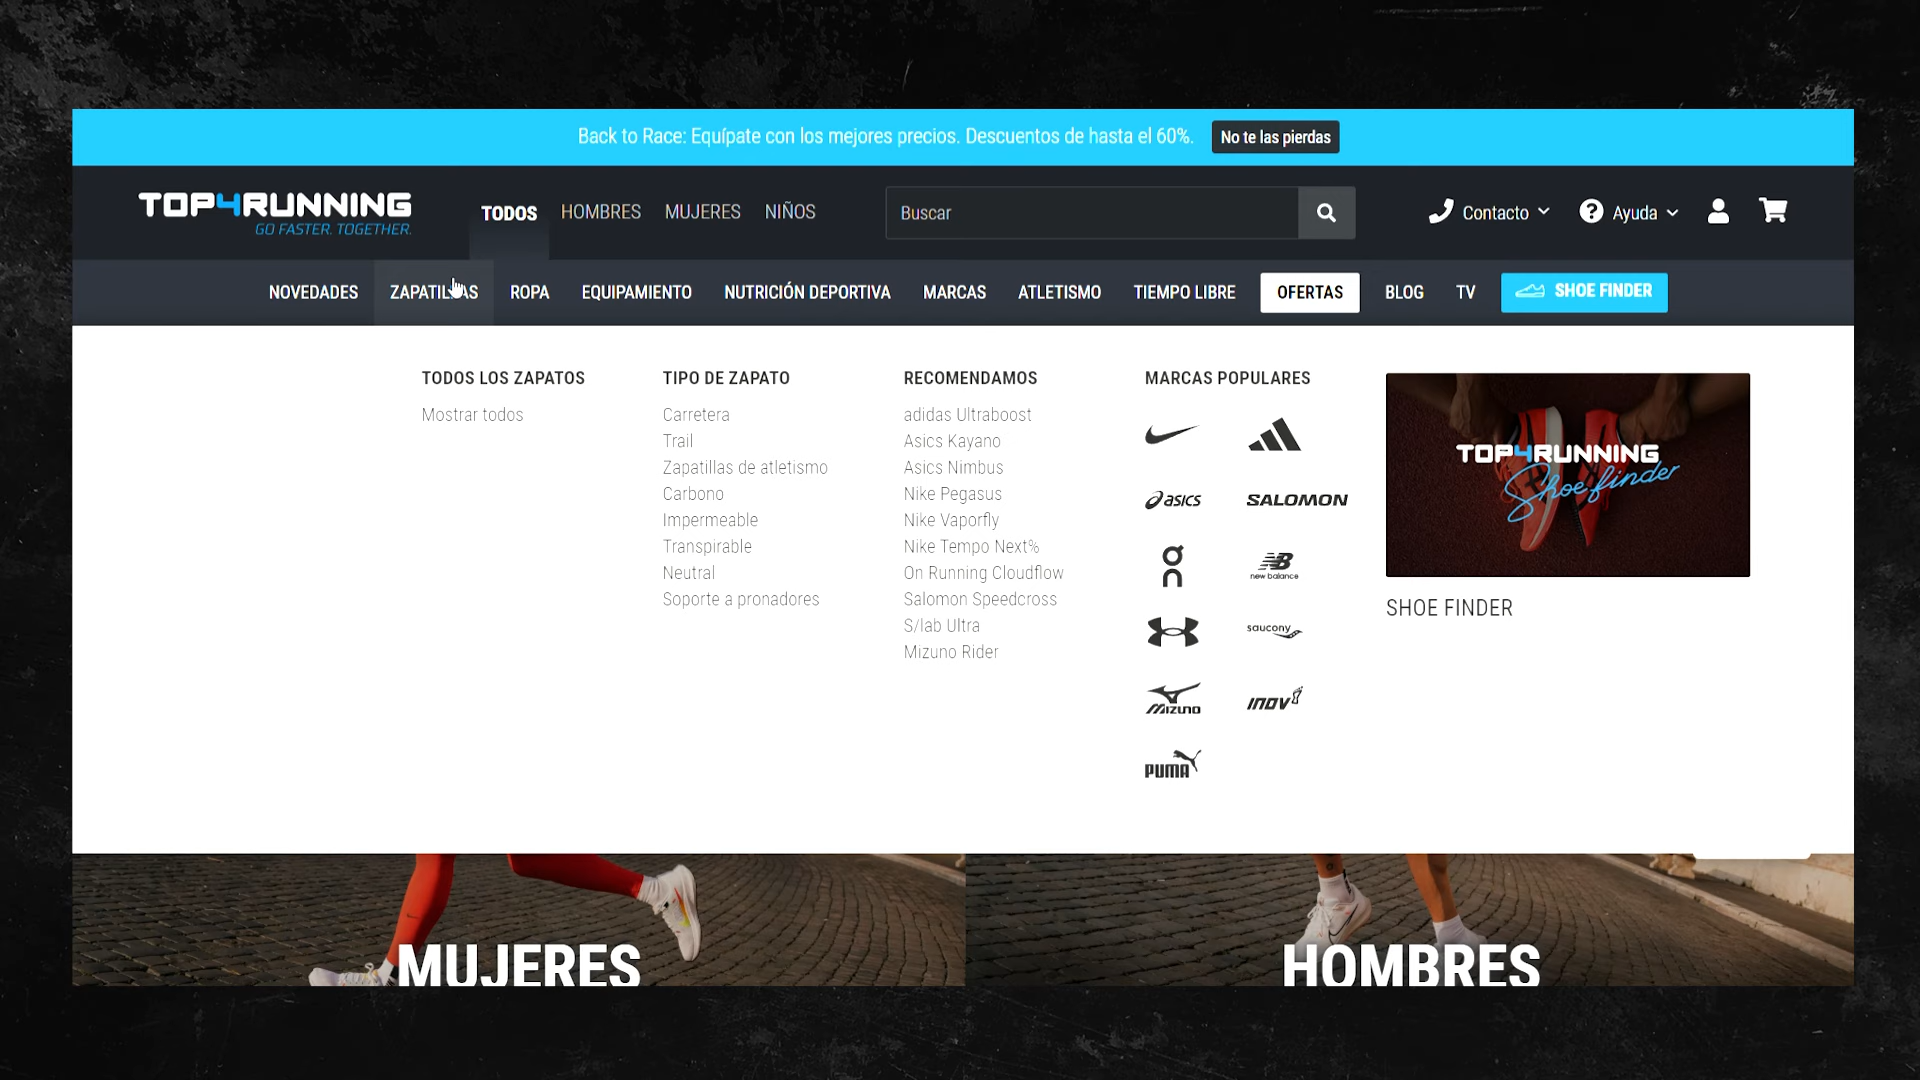 Back to Race: Equípate con los mejores precios. Descuentos de hasta el 60%. No te las pierdas
TOP4RUNNING
GO FASTER. TOGETHER.
TODOS HOMBRES MUJERES NIÑOS
Buscar
Contacto Ayuda
NOVEDADES ZAPATILLAS ROPA EQUIPAMIENTO NUTRICIÓN DEPORTIVA MARCAS ATLETISMO TIEMPO LIBRE OFERTAS BLOG TV SHOE FINDER
TODOS LOS ZAPATOS
Mostrar todos
TIPO DE ZAPATO
Carretera
Trail
Zapatillas de atletismo
Carbono
Impermeable
Transpirable
Neutral
Soporte a pronadores
RECOMENDAMOS
adidas Ultraboost
Asics Kayano
Asics Nimbus
Nike Pegasus
Nike Vaporfly
Nike Tempo Next%
On Running Cloudflow
Salomon Speedcross
S/lab Ultra
Mizuno Rider
MARCAS POPULARES
asics
SALOMON
on
new balance
saucony
MIZUNO
INOV8
PUMA
TOP4RUNNING
Shoe finder
SHOE FINDER
MUJERES
HOMBRES